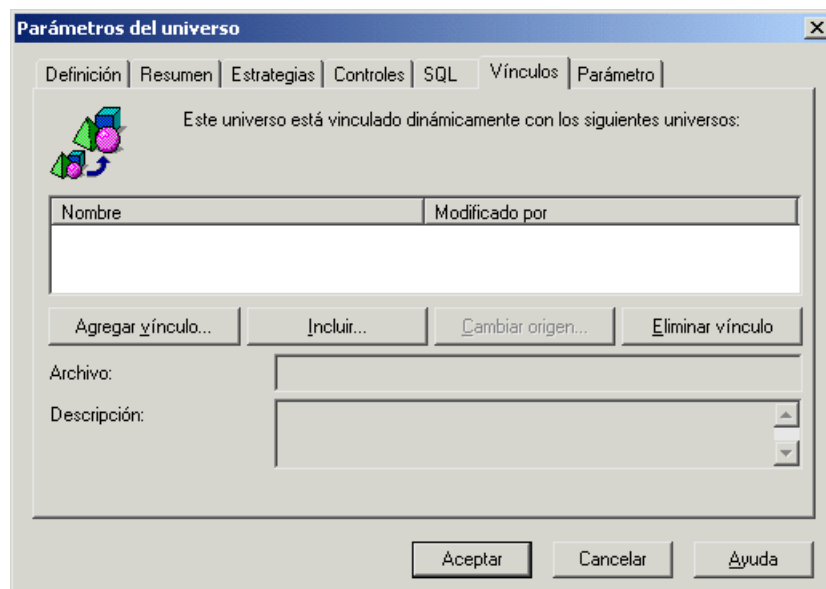 Parámetros del universo
Definición Resumen Estrategias Controles SQL Vínculos Parámetro
Este universo está vinculado dinámicamente con los siguientes universos:
Nombre Modificado por
Agregar vínculo... Incluir... Cambiar origen... Eliminar vínculo
Archivo:
Descripción:
Aceptar Cancelar Ayuda